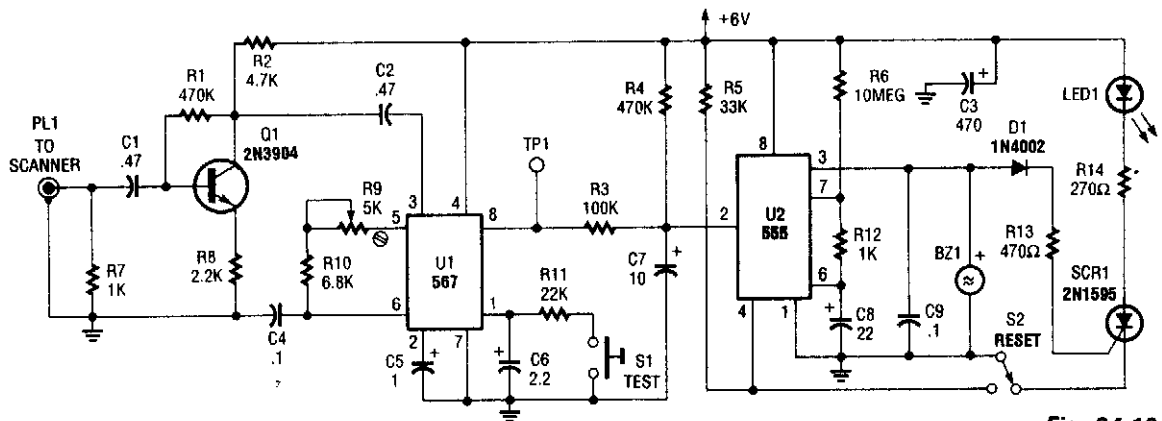 +6V
R2
4.7K
R1
470K
C2
.47
R4
470K
R5
33K
R6
10MEG
C3
470
+
LED1
PL1
TO
SCANNER
C1
.47
Q1
2N3904
TP1
D1
1N4002
R14
270Ω
R9
5K
3
4
5
8
R3
100K
2
8
3
7
U2
555
R12
1K
BZ1
+
R13
470Ω
SCR1
2N1595
R7
1K
R8
2.2K
R10
6.8K
U1
567
C7
10
+
R11
22K
6
1
2
7
6
4
1
+
C8
22
C9
.1
S2
RESET
C4
.1
C5
1
+
+
C6
2.2
S1
TEST